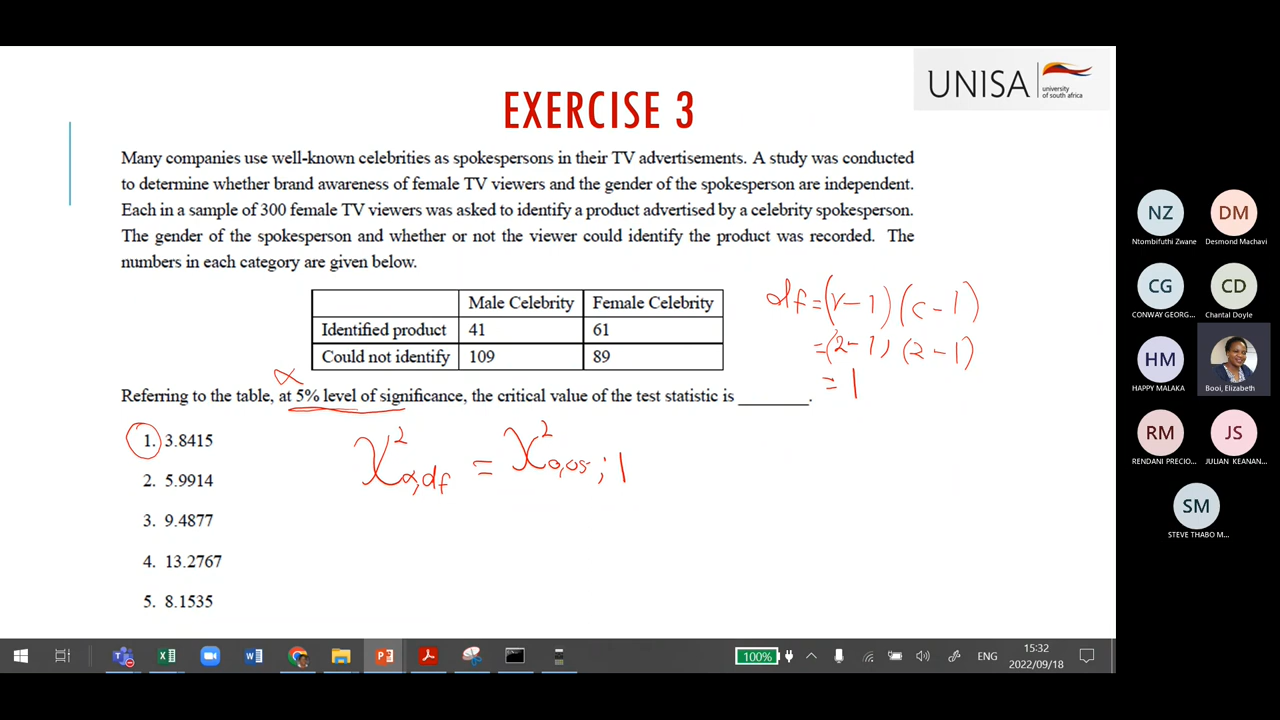 UNISA
university
of south africa
EXERCISE 3
Many companies use well-known celebrities as spokespersons in their TV advertisements. A study was conducted
to determine whether brand awareness of female TV viewers and the gender of the spokesperson are independent.
Each in a sample of 300 female TV viewers was asked to identify a product advertised by a celebrity spokesperson.
The gender of the spokesperson and whether or not the viewer could identify the product was recorded. The
numbers in each category are given below.
Male Celebrity Female Celebrity
Identified product 41 61
Could not identify 109 89
df = (r - 1) (c - 1)
= (2 - 1) (2 - 1)
= 1
α
Referring to the table, at 5% level of significance, the critical value of the test statistic is ________.
1. 3.8415
2. 5.9914
3. 9.4877
4. 13.2767
5. 8.1535
χ²α,df = χ²0,05; 1
NZ
Ntombifuthi Zwane
DM
Desmond Machavi
CG
CONWAY GEORG...
CD
Chantal Doyle
HM
HAPPY MALAKA
Booi, Elizabeth
RM
RENDANI PRECIO...
JS
JULIAN KEANAN...
SM
STEVE THABO M...
100%
ENG
15:32
2022/09/18